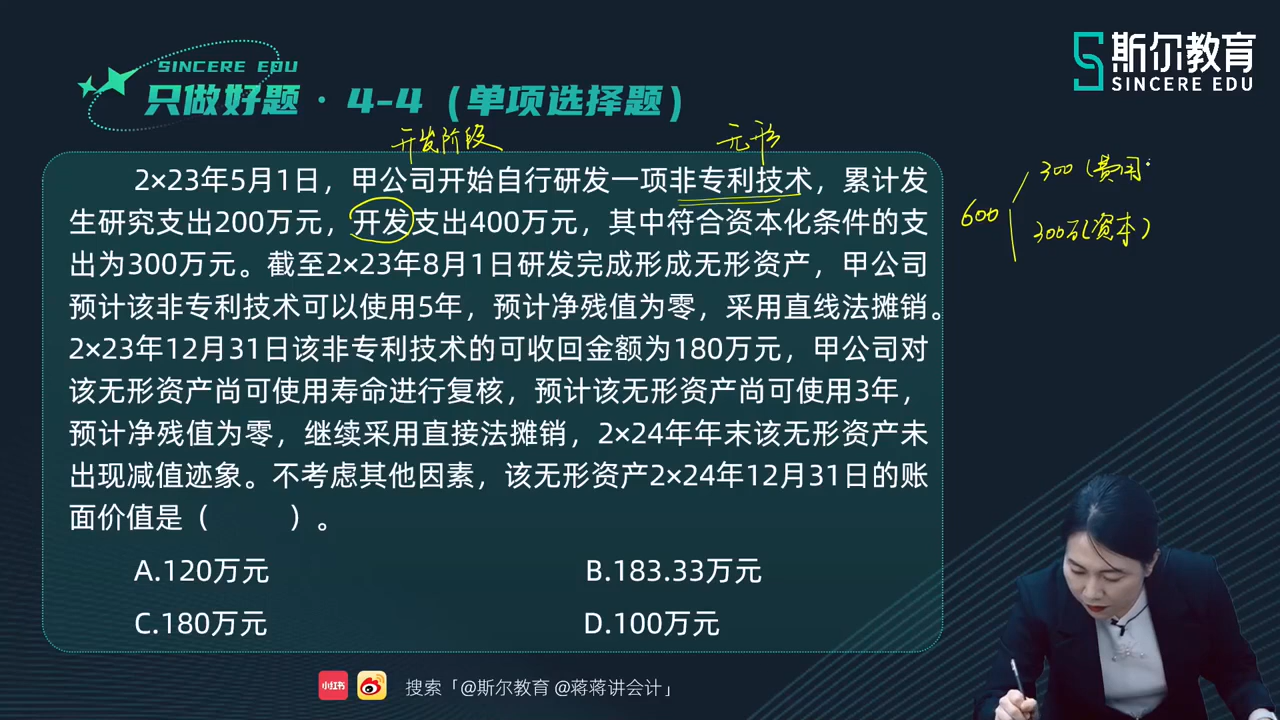 斯尔教育
SINCERE EDU
SINCERE EDU
只做好题·4-4（单项选择题）
开发阶段
无形
2×23年5月1日，甲公司开始自行研发一项非专利技术，累计发
生研究支出200万元，开发支出400万元，其中符合资本化条件的支
出为300万元。截至2×23年8月1日研发完成形成无形资产，甲公司
预计该非专利技术可以使用5年，预计净残值为零，采用直线法摊销。
2×23年12月31日该非专利技术的可收回金额为180万元，甲公司对
该无形资产尚可使用寿命进行复核，预计该无形资产尚可使用3年，
预计净残值为零，继续采用直接法摊销，2×24年年末该无形资产未
出现减值迹象。不考虑其他因素，该无形资产2×24年12月31日的账
面价值是（　　）。
A.120万元
B.183.33万元
C.180万元
D.100万元
300（费用
600
300万（资本）
小红书
搜索「@斯尔教育 @蒋蒋讲会计」